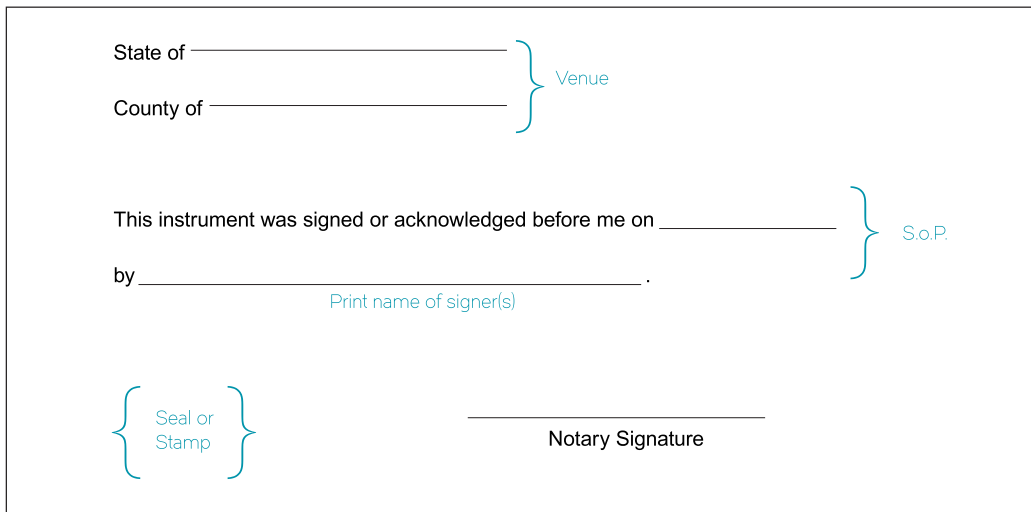 State of
Venue
County of
This instrument was signed or acknowledged before me on
S.o.P.
by .
Print name of signer(s)
Seal or
Stamp
Notary Signature